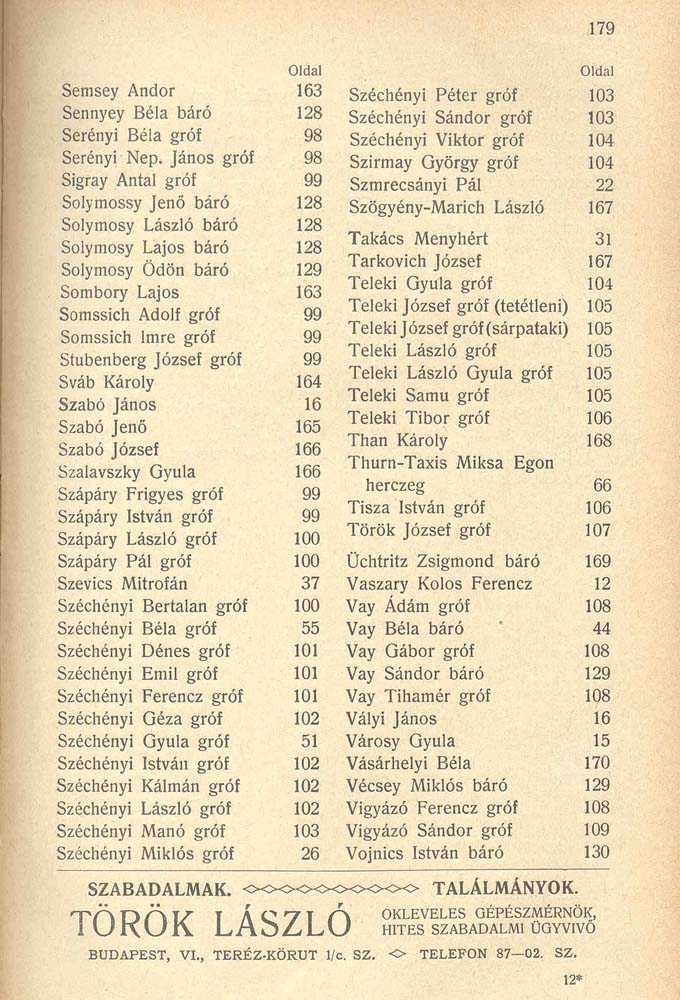 179
Oldal
Semsey Andor 163
Sennyey Béla báró 128
Serényi Béla gróf 98
Serényi Nep. János gróf 98
Sigray Antal gróf 99
Solymossy Jenő báró 128
Solymosy László báró 128
Solymosy Lajos báró 128
Solymosy Ödön báró 129
Sombory Lajos 163
Somssich Adolf gróf 99
Somssich Imre gróf 99
Stubenberg József gróf 99
Sváb Károly 164
Szabó János 16
Szabó Jenő 165
Szabó József 166
Szalavszky Gyula 166
Szápáry Frigyes gróf 99
Szápáry István gróf 99
Szápáry László gróf 100
Szápáry Pál gróf 100
Szevics Mitrofán 37
Széchényi Bertalan gróf 100
Széchényi Béla gróf 55
Széchényi Dénes gróf 101
Széchényi Emil gróf 101
Széchényi Ferencz gróf 101
Széchényi Géza gróf 102
Széchényi Gyula gróf 51
Széchényi István gróf 102
Széchényi Kálmán gróf 102
Széchényi László gróf 102
Széchényi Manó gróf 103
Széchényi Miklós gróf 26
Oldal
Széchényi Péter gróf 103
Széchényi Sándor gróf 103
Széchényi Viktor gróf 104
Szirmay György gróf 104
Szmrecsányi Pál 22
Szögyény-Marich László 167
Takács Menyhért 31
Tarkovich József 167
Teleki Gyula gróf 104
Teleki József gróf (tetétleni) 105
Teleki József gróf (sárpataki) 105
Teleki László gróf 105
Teleki László Gyula gróf 105
Teleki Samu gróf 105
Teleki Tibor gróf 106
Than Károly 168
Thurn-Taxis Miksa Egon
herczeg 66
Tisza István gróf 106
Török József gróf 107
Üchtritz Zsigmond báró 169
Vaszary Kolos Ferencz 12
Vay Ádám gróf 108
Vay Béla báró 44
Vay Gábor gróf 108
Vay Sándor báró 129
Vay Tihamér gróf 108
Vályi János 16
Városy Gyula 15
Vásárhelyi Béla 170
Vécsey Miklós báró 129
Vigyázó Ferencz gróf 108
Vigyázó Sándor gróf 109
Vojnics István báró 130
SZABADALMAK. TALÁLMÁNYOK.
TÖRÖK LÁSZLÓ OKLEVELES GÉPÉSZMÉRNÖK,
HITES SZABADALMI ÜGYVIVŐ
BUDAPEST, VI., TERÉZ-KÖRUT 1/c. SZ. TELEFON 87—02. SZ.
12*